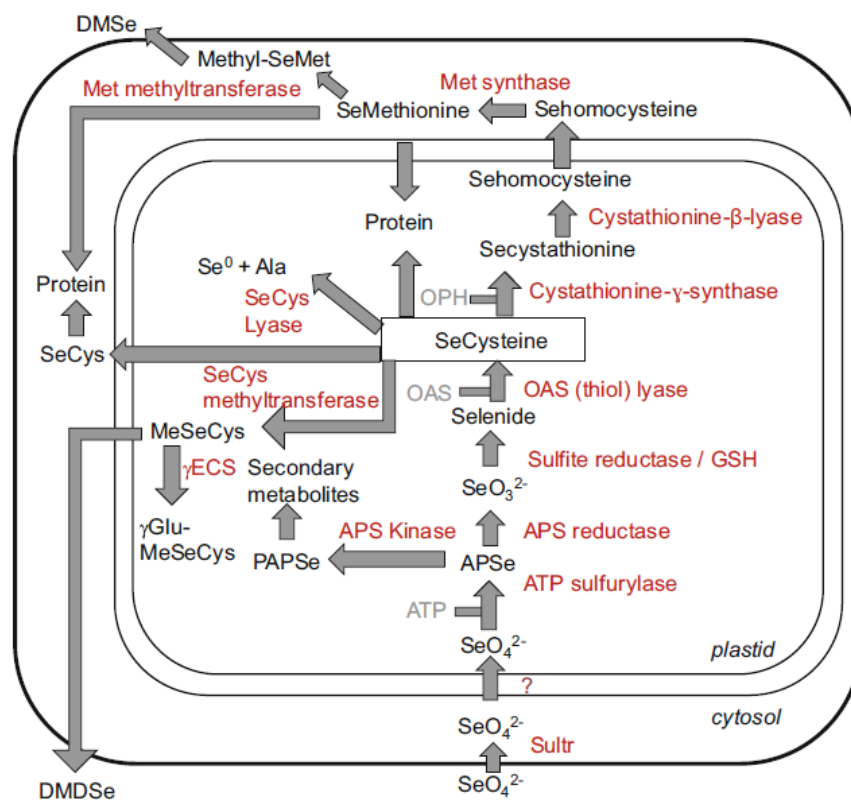 DMSe
Methyl-SeMet
Met methyltransferase
Met synthase
SeMethionine
Sehomocysteine
Sehomocysteine
Protein
Cystathionine-β-lyase
Secystathionine
Se⁰ + Ala
Protein
OPH
Cystathionine-γ-synthase
SeCys
Lyase
SeCysteine
SeCys
SeCys
methyltransferase
OAS
OAS (thiol) lyase
Selenide
MeSeCys
γECS
Secondary
metabolites
Sulfite reductase / GSH
SeO₃²⁻
γGlu-
MeSeCys
APS Kinase
APS reductase
PAPSe
APSe
ATP sulfurylase
ATP
SeO₄²⁻
plastid
?
cytosol
SeO₄²⁻
Sultr
SeO₄²⁻
DMDSe